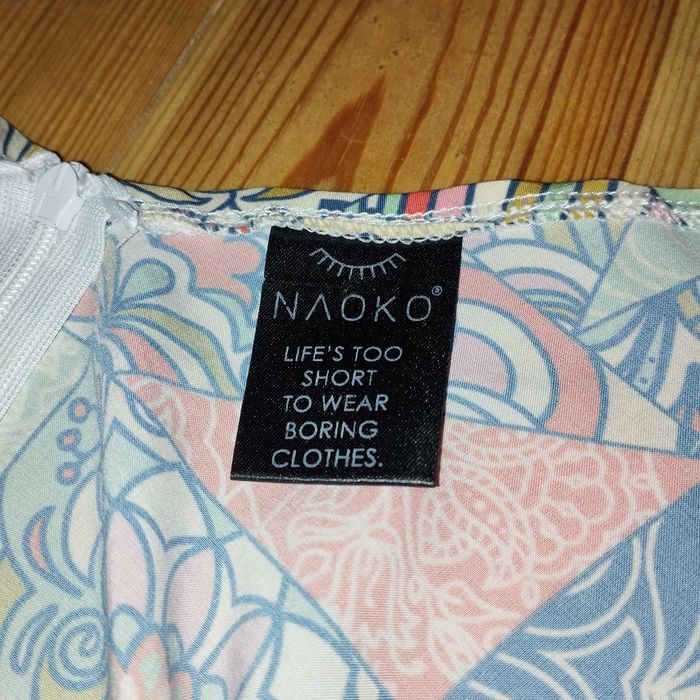 NAOKO®
LIFE'S TOO
SHORT
TO WEAR
BORING
CLOTHES.